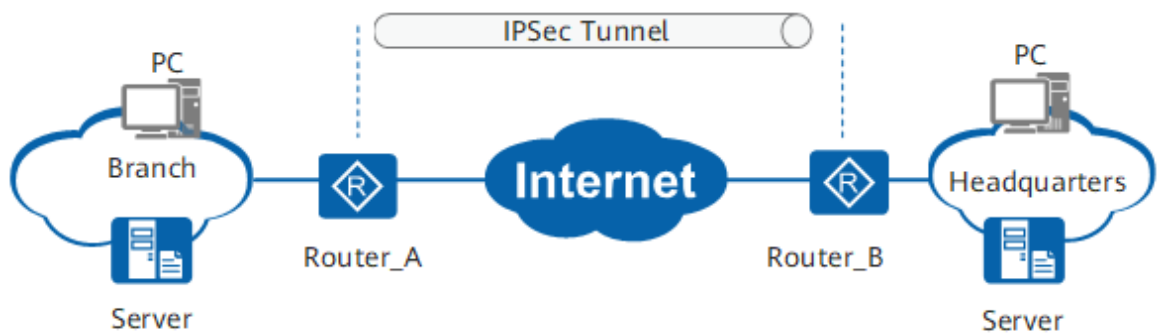 IPSec Tunnel
PC
PC
Branch
R
Internet
R
Headquarters
Router_A
Router_B
Server
Server